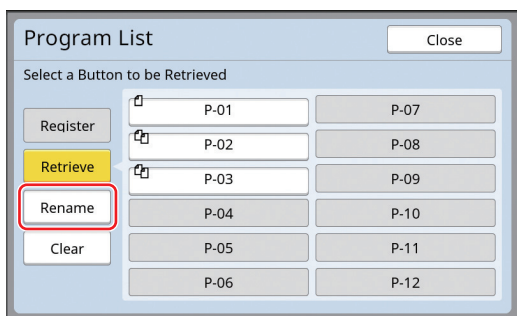 Program List
Close
Select a Button to be Retrieved
Register
Retrieve
Rename
Clear
P-01
P-02
P-03
P-04
P-05
P-06
P-07
P-08
P-09
P-10
P-11
P-12